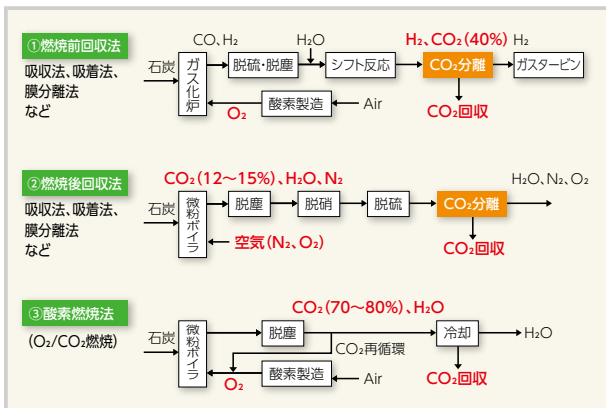 ①燃焼前回収法
吸収法、吸着法、
膜分離法
など
石炭
ガス化炉
CO、H₂
脱硫・脱塵
H₂O
シフト反応
H₂、CO₂(40%)
CO₂分離
H₂
ガスタービン
O₂
酸素製造
Air
CO₂回収
②燃焼後回収法
吸収法、吸着法、
膜分離法
など
石炭
微粉ボイラ
CO₂(12～15%)、H₂O、N₂
脱塵
脱硝
脱硫
CO₂分離
H₂O、N₂、O₂
空気(N₂、O₂)
CO₂回収
③酸素燃焼法
(O₂/CO₂燃焼)
石炭
微粉ボイラ
CO₂(70～80%)、H₂O
脱塵
冷却
H₂O
CO₂再循環
O₂
酸素製造
Air
CO₂回収